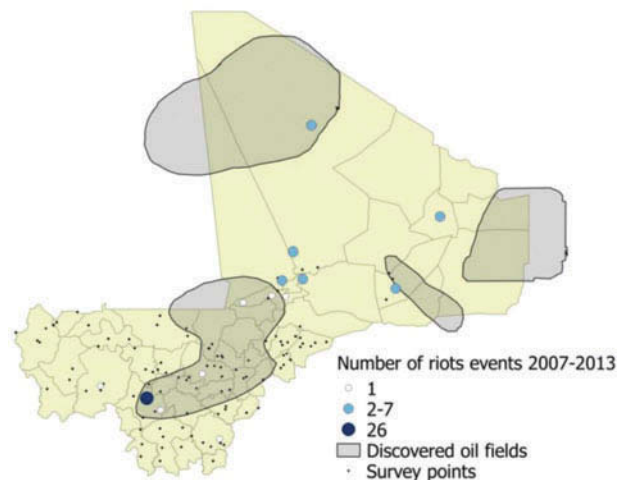 Number of riots events 2007-2013
1
2-7
26
Discovered oil fields
Survey points